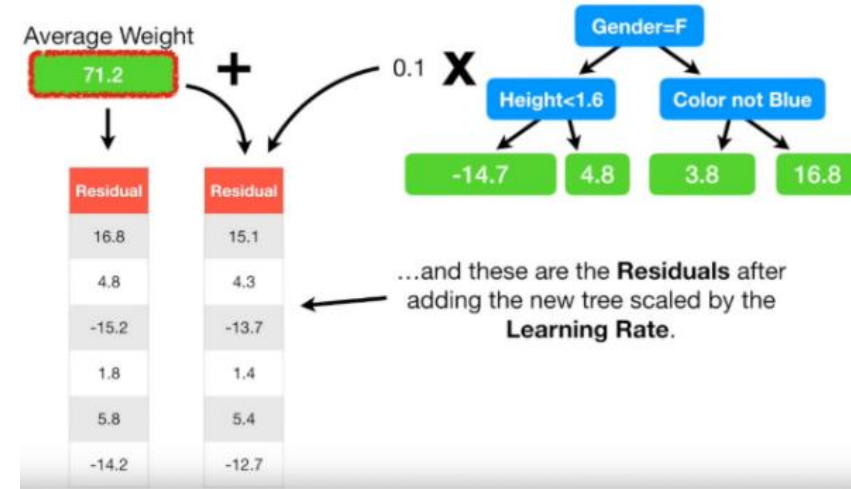 Average Weight
71.2
+
0.1
X
Gender=F
Height<1.6
Color not Blue
-14.7
4.8
3.8
16.8
Residual
Residual
16.8
15.1
4.8
4.3
-15.2
-13.7
1.8
1.4
5.8
5.4
-14.2
-12.7
…and these are the Residuals after
adding the new tree scaled by the
Learning Rate.